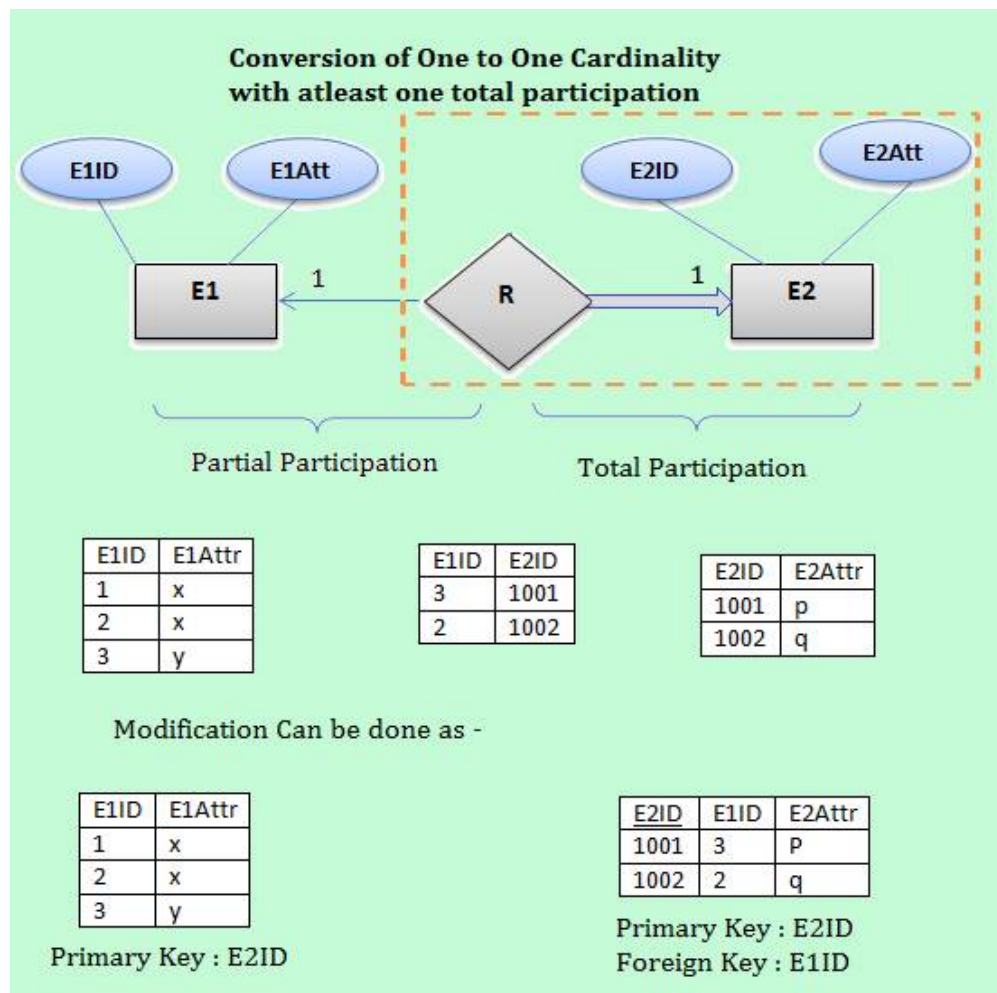 Conversion of One to One Cardinality
with atleast one total participation
E1ID
E1Att
E2ID
E2Att
E1
1
R
1
E2
Partial Participation
Total Participation
E1ID E1Attr
1 x
2 x
3 y
E1ID E2ID
3 1001
2 1002
E2ID E2Attr
1001 p
1002 q
Modification Can be done as -
E1ID E1Attr
1 x
2 x
3 y
Primary Key : E2ID
E2ID E1ID E2Attr
1001 3 P
1002 2 q
Primary Key : E2ID
Foreign Key : E1ID